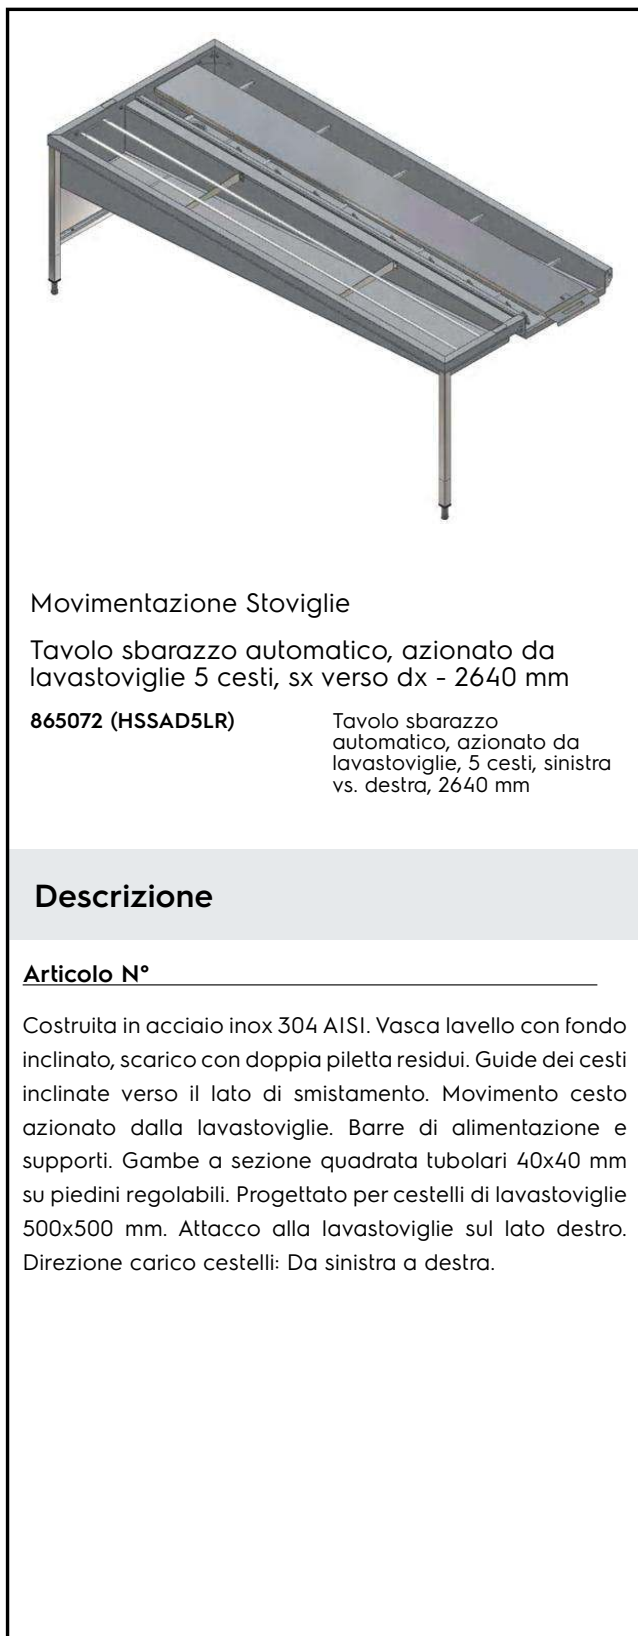 Movimentazione Stoviglie
Tavolo sbarazzo automatico, azionato da
lavastoviglie 5 cesti, sx verso dx - 2640 mm
865072 (HSSAD5LR)
Tavolo sbarazzo
automatico, azionato da
lavastoviglie, 5 cesti, sinistra
vs. destra, 2640 mm
Descrizione
Articolo N°
Costruita in acciaio inox 304 AISI. Vasca lavello con fondo
inclinato, scarico con doppia piletta residui. Guide dei cesti
inclinate verso il lato di smistamento. Movimento cesto
azionato dalla lavastoviglie. Barre di alimentazione e
supporti. Gambe a sezione quadrata tubolari 40x40 mm
su piedini regolabili. Progettato per cestelli di lavastoviglie
500x500 mm. Attacco alla lavastoviglie sul lato destro.
Direzione carico cestelli: Da sinistra a destra.